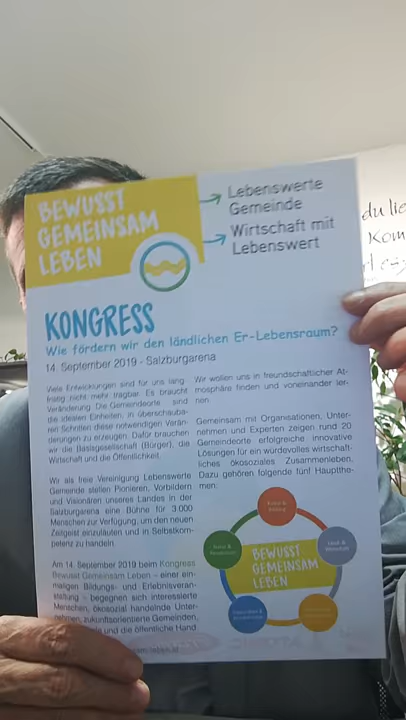 BEWUSST
GEMEINSAM
LEBEN
Lebenswerte
Gemeinde
Wirtschaft mit
Lebenswert
du
KONGRESS
Wie fördern wir den ländlichen Er-Lebensraum?
14. September 2019 - Salzburgarena
Viele Entwicklungen sind für uns lang-
fristig nicht mehr tragbar. Es braucht
Veränderung. Die Gemeindeorte sind
die idealen Einheiten, in überschauba-
ren Schritten diese notwendigen Verän-
derungen zu erzeugen. Dafür brauchen
wir die Basisgesellschaft (Bürger), die
Wirtschaft und die Öffentlichkeit.
Wir als freie Vereinigung Lebenswerte
Gemeinde stellen Pionieren, Vorbildern
und Visionären unseres Landes in der
Salzburgarena eine Bühne für 3000
Menschen zur Verfügung, um den neuen
Zeitgeist einzuläuten und in Selbstkom-
petenz zu handeln.
Am 14. September 2019 beim Kongress
Bewusst Gemeinsam Leben - einer ein-
maligen Bildungs- und Erlebnisveran-
staltung - begegnen sich interessierte
Menschen, ökosozial handelnde Unter-
nehmen, zukunftsorientierte Gemeinden,
und die öffentliche Hand
Wir wollen uns in freundschaftlicher At-
mosphäre finden und voneinander ler-
nen.
Gemeinsam mit Organisationen, Unter-
nehmen und Experten zeigen rund 20
Gemeindeorte erfolgreiche innovative
Lösungen für ein würdevolles wirtschaft-
liches ökosoziales Zusammenleben.
Dazu gehören folgende fünf Hauptthe-
men:
BEWUSST
GEMEINSAM
LEBEN